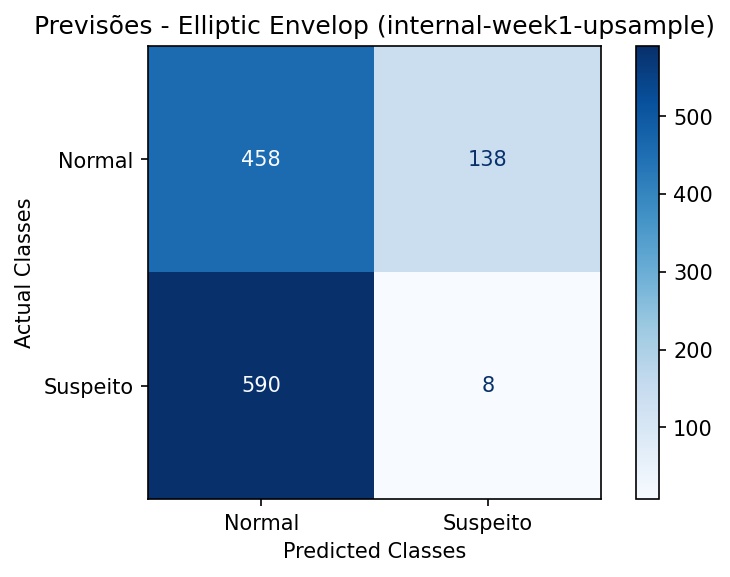 Previsões - Elliptic Envelop (internal-week1-upsample)
Actual Classes
Normal
Suspeito
458
138
590
8
Normal
Suspeito
Predicted Classes
500
400
300
200
100